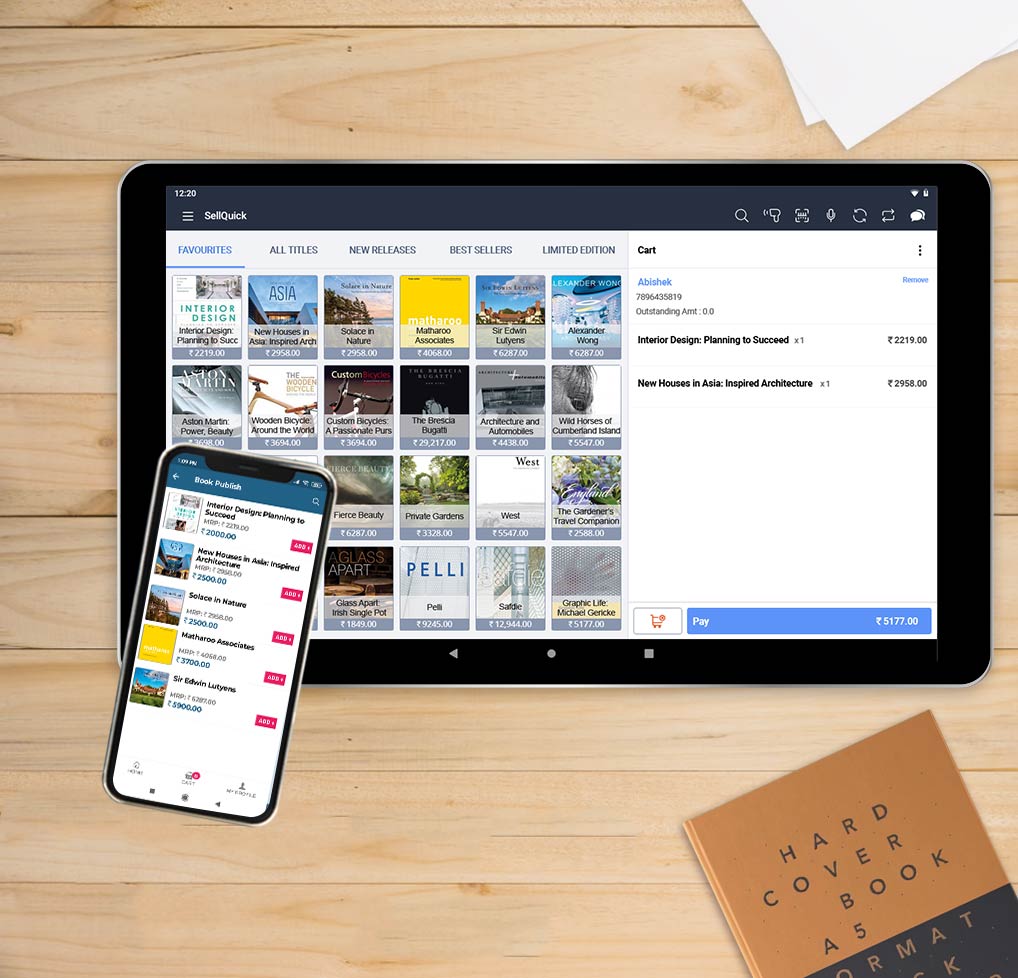 12:20
SellQuick
FAVOURITES
ALL TITLES
NEW RELEASES
BEST SELLERS
LIMITED EDITION
Cart
Abishek
Remove
7896435819
Outstanding Amt : 0.0
Interior Design: Planning to Succeed x1 ₹ 2219.00
New Houses in Asia: Inspired Architecture x1 ₹ 2958.00
Pay ₹ 5177.00
INTERIOR
DESIGN
Interior Design:
Planning to Succ
₹ 2219.00
ASIA
New Houses in
Asia: Inspired Arch
₹ 2958.00
Solace in Nature
Solace in
Nature
₹ 2958.00
matharoo
Matharoo
Associates
₹ 4068.00
SIR EDWIN LUTYENS
Sir Edwin
Lutyens
₹ 6287.00
ALEXANDER WONG
Alexander
Wong
₹ 6287.00
ASTON
MARTIN
Aston Martin:
Power, Beauty
₹ 3698.00
THE
WOODEN
BICYCLE
Wooden Bicycle:
Around the World
₹ 3694.00
Custom Bicycles
Custom Bicycles:
A Passionate Purs
₹ 3694.00
THE BRESCIA
BUGATTI
The Brescia
Bugatti
₹ 29,217.00
ARCHITECTURE
automobiles
Architecture and
Automobiles
₹ 4438.00
Wild Horses of
Cumberland Island
₹ 5547.00
FIERCE BEAUTY
Fierce Beauty
₹ 6287.00
Private Gardens
₹ 3328.00
West
West
₹ 5547.00
England
The Gardener's
Travel Companion
₹ 2588.00
A GLASS
APART
Glass Apart:
Irish Single Pot
₹ 1849.00
PELLI
Pelli
₹ 9245.00
safdie
Safdie
₹ 12,944.00
Graphic Life:
Michael Gericke
₹ 5177.00
1:09 PM
Book Publish
INTERIOR
DESIGN
Interior Design: Planning to
Succeed
MRP: ₹ 2219.00
₹ 2000.00
ADD +
New Houses in Asia: Inspired
Architecture
MRP: ₹ 2958.00
₹ 2500.00
ADD +
Solace in Nature
MRP: ₹ 2958.00
₹ 2500.00
ADD +
matharoo
Matharoo Associates
MRP: ₹ 4068.00
₹ 3700.00
ADD +
Sir Edwin Lutyens
MRP: ₹ 6287.00
₹ 5900.00
ADD +
HOME
CART
MY PROFILE
HARD
COVER
BOOK
A5